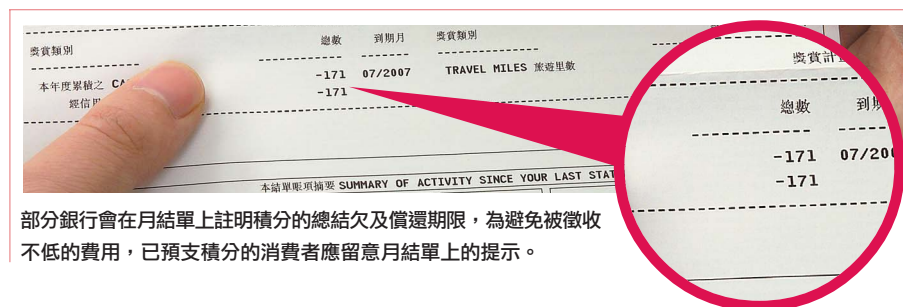 獎賞類別 總數 到期月 獎賞類別
本年度累積之 -171 07/2007 TRAVEL MILES 旅遊里數
-171
本結單賬項摘要 SUMMARY OF ACTIVITY SINCE YOUR LAST
獎賞計
總數 到期
-171 07/200
-171
部分銀行會在月結單上註明積分的總結欠及償還期限，為避免被徵收
不低的費用，已預支積分的消費者應留意月結單上的提示。